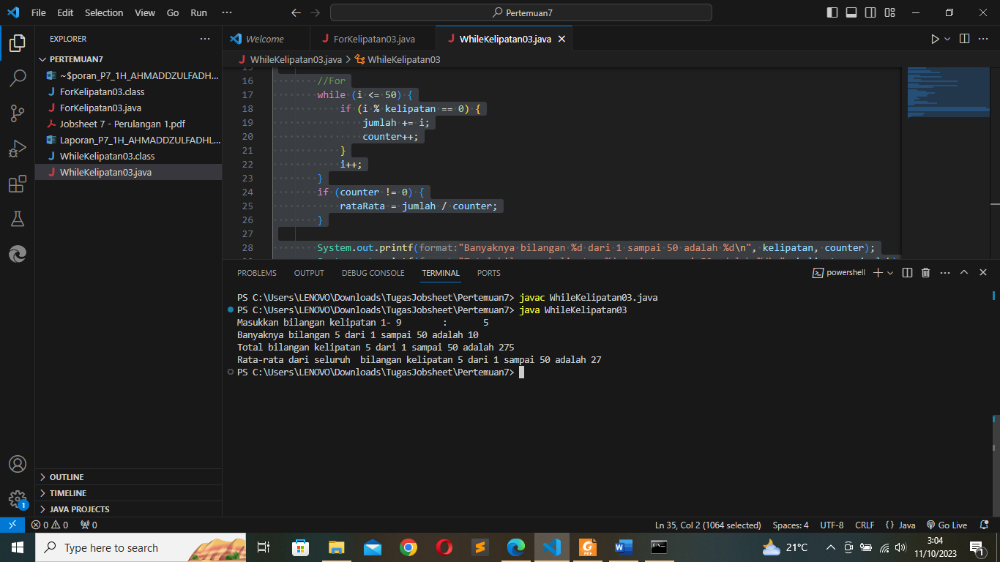 File Edit Selection View Go Run ··· Pertemuan7
EXPLORER ···
PERTEMUAN7
~$poran_P7_1H_AHMADDZULFADH...
ForKelipatan03.class
ForKelipatan03.java
Jobsheet 7 - Perulangan 1.pdf
Laporan_P7_1H_AHMADDZULFADHL...
WhileKelipatan03.class
WhileKelipatan03.java
OUTLINE
TIMELINE
JAVA PROJECTS
Welcome ForKelipatan03.java WhileKelipatan03.java
WhileKelipatan03.java > WhileKelipatan03
15
16 //For
17 while (i <= 50) {
18 if (i % kelipatan == 0) {
19 jumlah += i;
20 counter++;
21 }
22 i++;
23 }
24 if (counter != 0) {
25 rataRata = jumlah / counter;
26 }
27
28 System.out.printf(format:"Banyaknya bilangan %d dari 1 sampai 50 adalah %d\n", kelipatan, counter);
PROBLEMS OUTPUT DEBUG CONSOLE TERMINAL PORTS powershell
PS C:\Users\LENOVO\Downloads\TugasJobsheet\Pertemuan7> javac WhileKelipatan03.java
PS C:\Users\LENOVO\Downloads\TugasJobsheet\Pertemuan7> java WhileKelipatan03
Masukkan bilangan kelipatan 1- 9 : 5
Banyaknya bilangan 5 dari 1 sampai 50 adalah 10
Total bilangan kelipatan 5 dari 1 sampai 50 adalah 275
Rata-rata dari seluruh  bilangan kelipatan 5 dari 1 sampai 50 adalah 27
PS C:\Users\LENOVO\Downloads\TugasJobsheet\Pertemuan7>
1
0 0 0 Ln 35, Col 2 (1064 selected) Spaces: 4 UTF-8 CRLF {} Java Go Live
Type here to search 21°C 3:04
11/10/2023
1